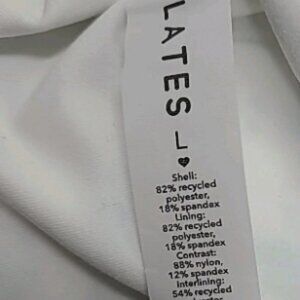 LATES
L
Shell:
82% recycled
polyester,
18% spandex
Lining:
82% recycled
polyester,
18% spandex
Contrast:
88% nylon,
12% spandex
Interlining:
54% recycled